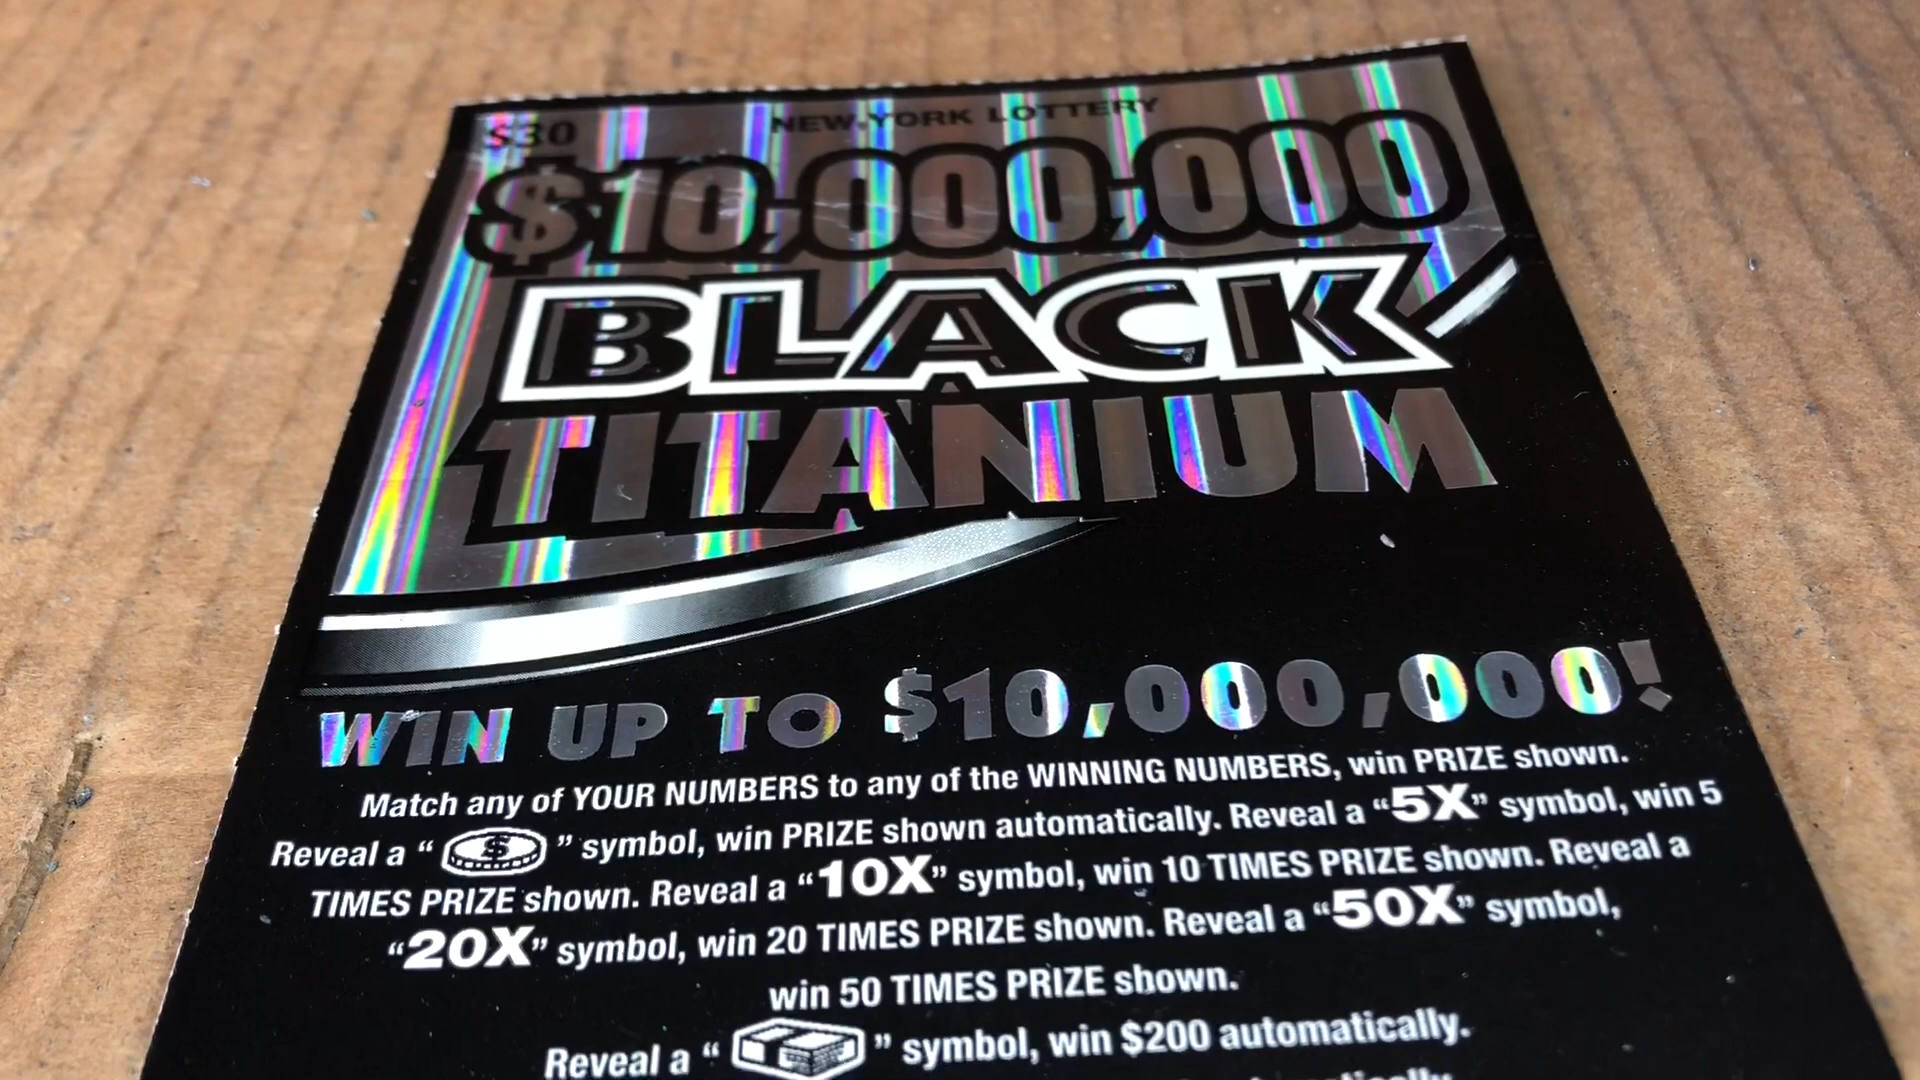 NEW YORK LOTTERY
$30
$10,000,000
BLACK
TITANIUM
WIN UP TO $10,000,000!
Match any of YOUR NUMBERS to any of the WINNING NUMBERS, win PRIZE shown.
Reveal a “ $ ” symbol, win PRIZE shown automatically. Reveal a “5X” symbol, win 5
TIMES PRIZE shown. Reveal a “10X” symbol, win 10 TIMES PRIZE shown. Reveal a
“20X” symbol, win 20 TIMES PRIZE shown. Reveal a “50X” symbol,
win 50 TIMES PRIZE shown.
Reveal a “ ” symbol, win $200 automatically.